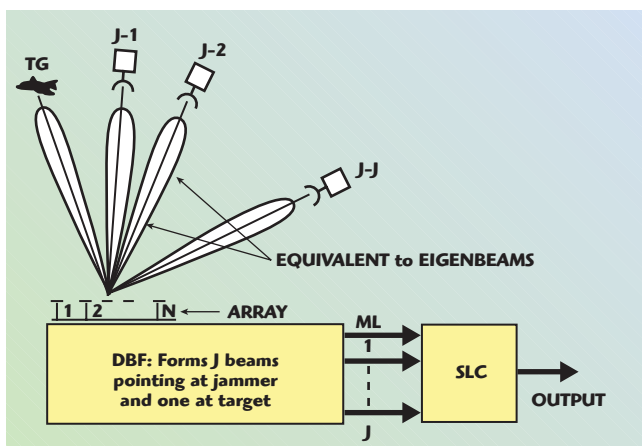 J-1
J-2
TG
J-J
EQUIVALENT to EIGENBEAMS
1 2 N
ARRAY
ML
1
DBF: Forms J beams
pointing at jammer
and one at target
SLC
OUTPUT
J